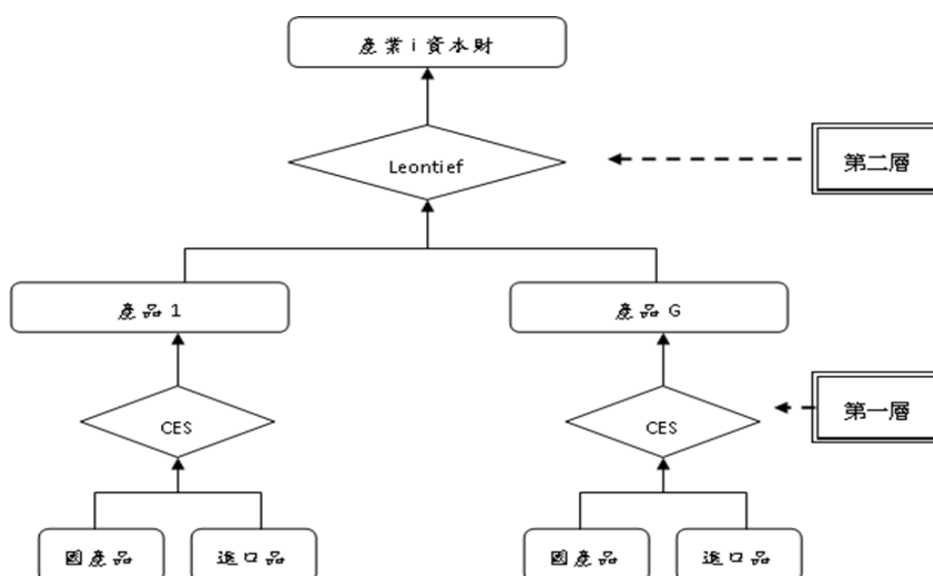 產業 i 資本財
Leontief
第二層
產品 1
產品 G
CES
CES
第一層
國產品
進口品
國產品
進口品